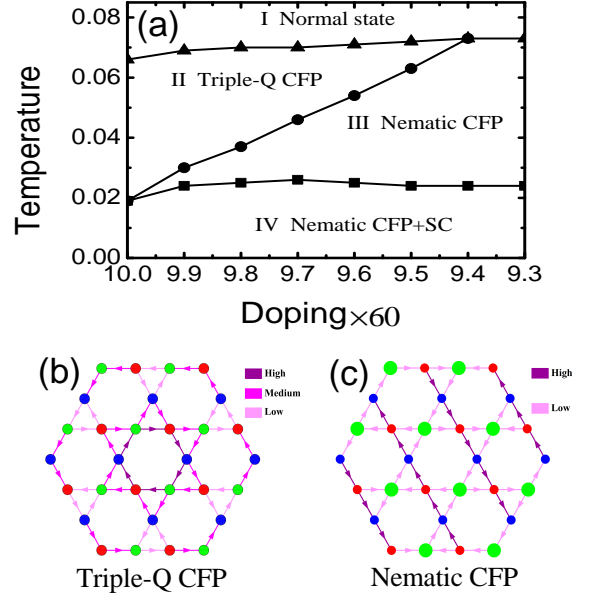 (a)
I Normal state
II Triple-Q CFP
III Nematic CFP
IV Nematic CFP+SC
Temperature
0.08
0.06
0.04
0.02
0.00
10.0 9.9 9.8 9.7 9.6 9.5 9.4 9.3
Doping×60
(b)
High
Medium
Low
Triple-Q CFP
(c)
High
Low
Nematic CFP